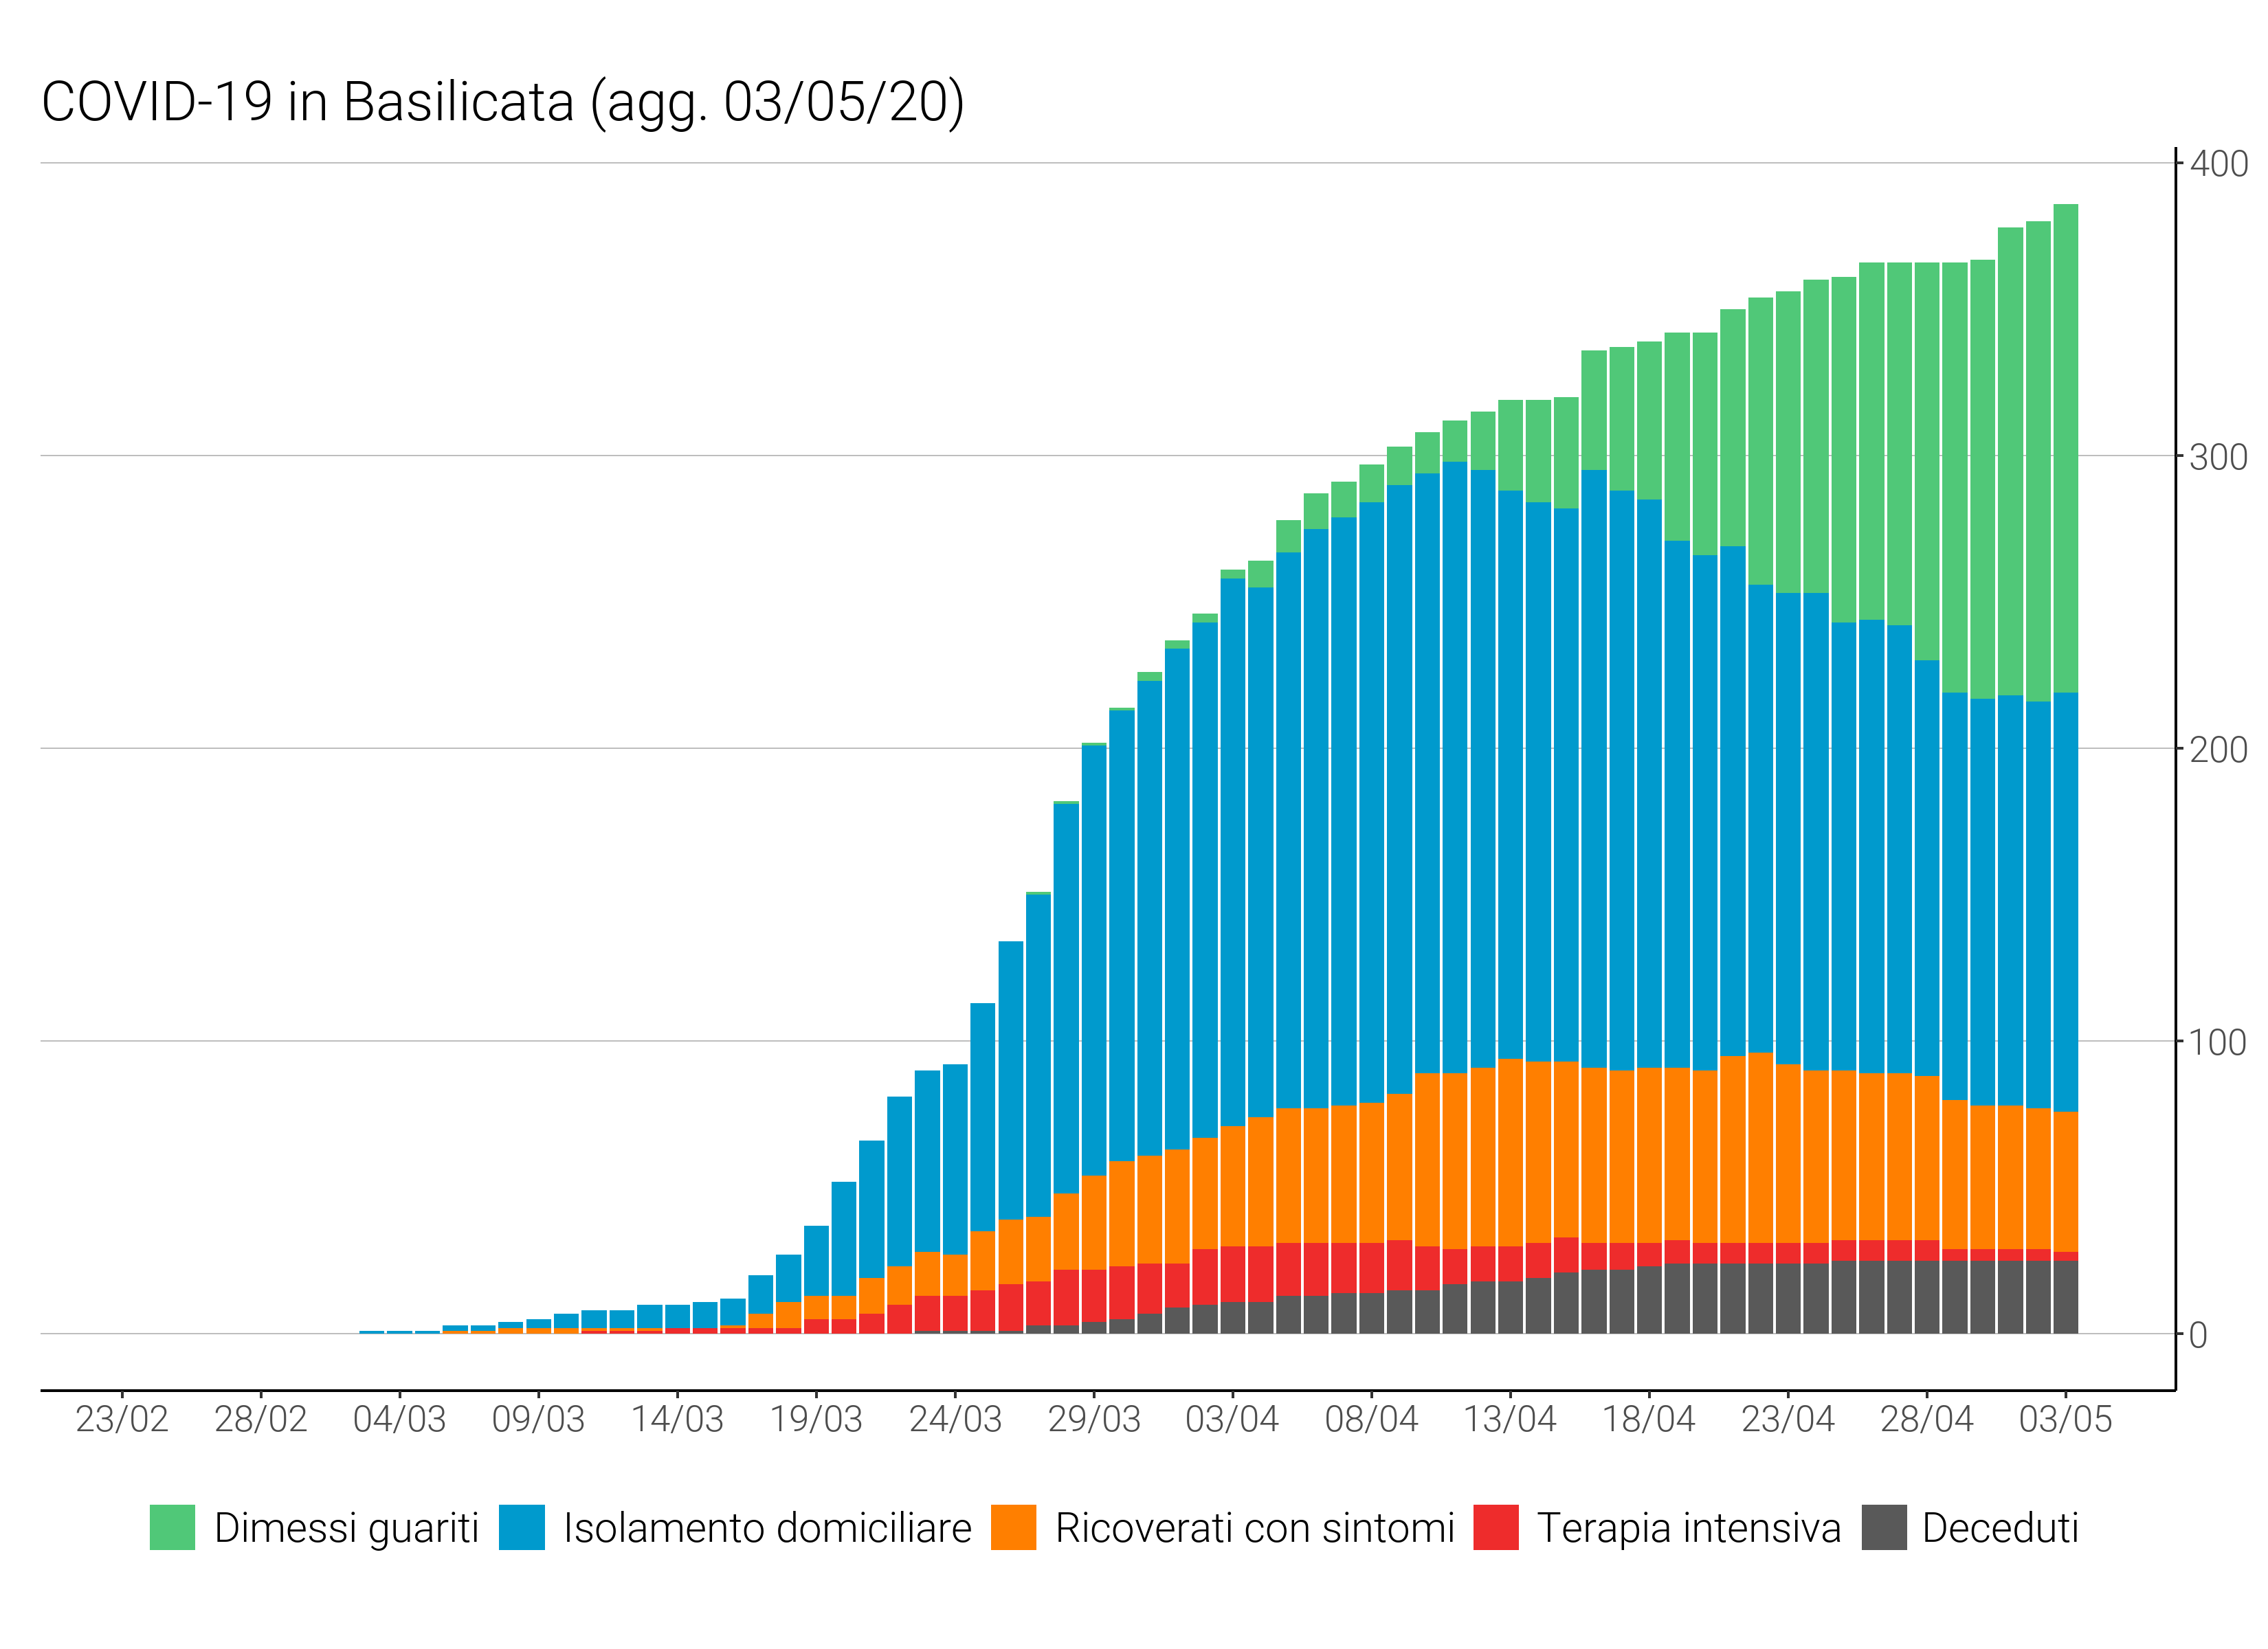 COVID-19 in Basilicata (agg. 03/05/20)
400
300
200
100
0
23/02 28/02 04/03 09/03 14/03 19/03 24/03 29/03 03/04 08/04 13/04 18/04 23/04 28/04 03/05
Dimessi guariti Isolamento domiciliare Ricoverati con sintomi Terapia intensiva Deceduti